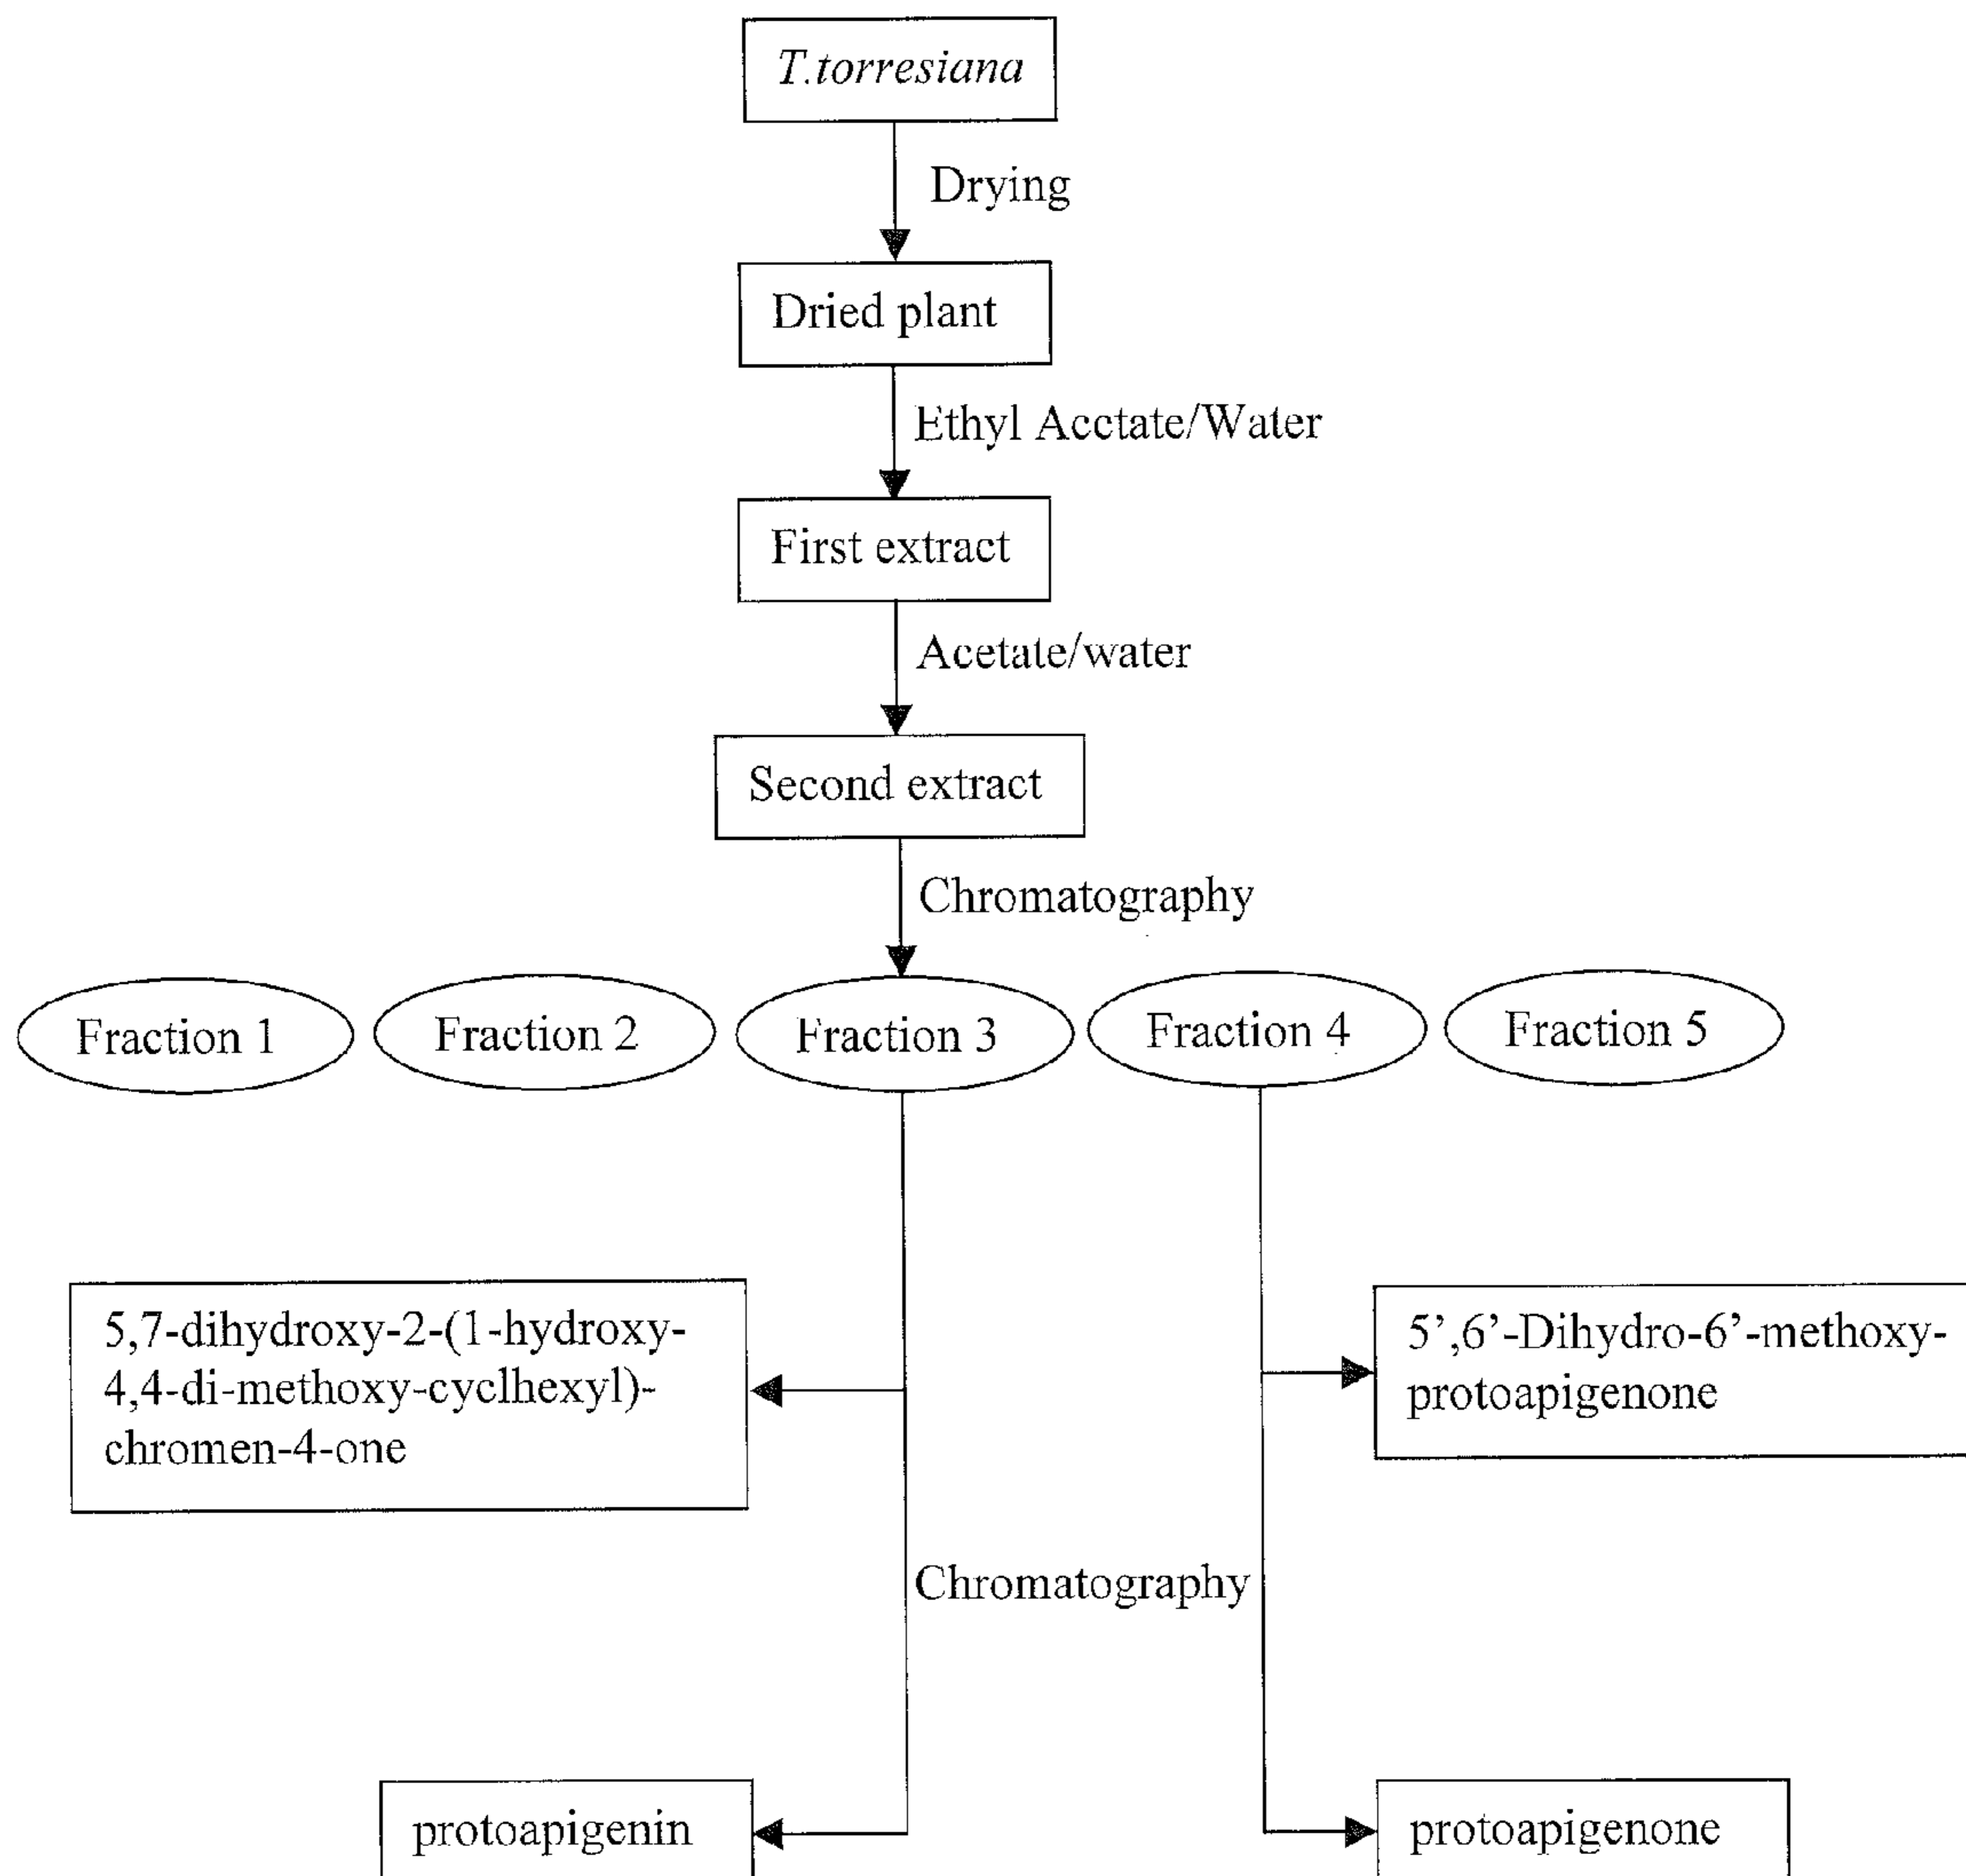 T.torresiana
Drying
Dried plant
Ethyl Acctate/Water
First extract
Acetate/water
Second extract
Chromatography
Fraction 1
Fraction 2
Fraction 3
Fraction 4
Fraction 5
5,7-dihydroxy-2-(1-hydroxy-
4,4-di-methoxy-cyclhexyl)-
chromen-4-one
5’,6’-Dihydro-6’-methoxy-
protoapigenone
Chromatography
protoapigenin
protoapigenone